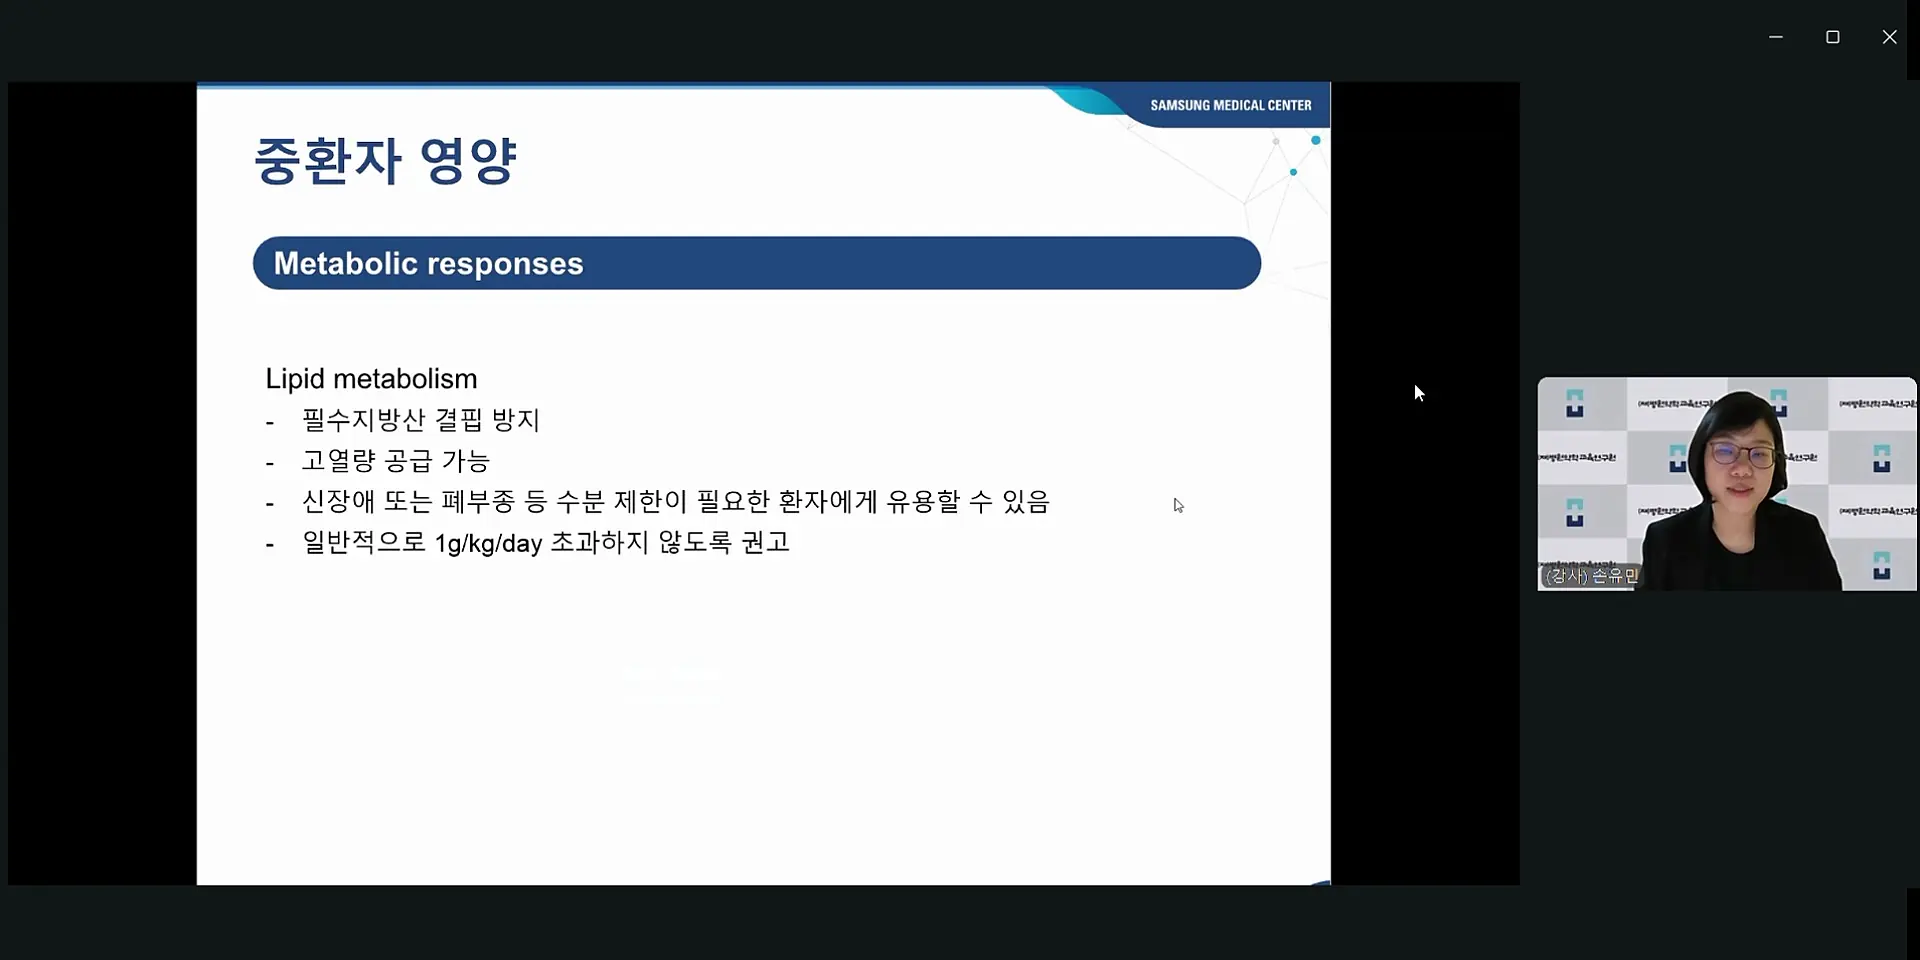 SAMSUNG MEDICAL CENTER
중환자 영양
Metabolic responses
Lipid metabolism
- 필수지방산 결핍 방지
- 고열량 공급 가능
- 신장애 또는 폐부종 등 수분 제한이 필요한 환자에게 유용할 수 있음
- 일반적으로 1g/kg/day 초과하지 않도록 권고
(강사) 손유민